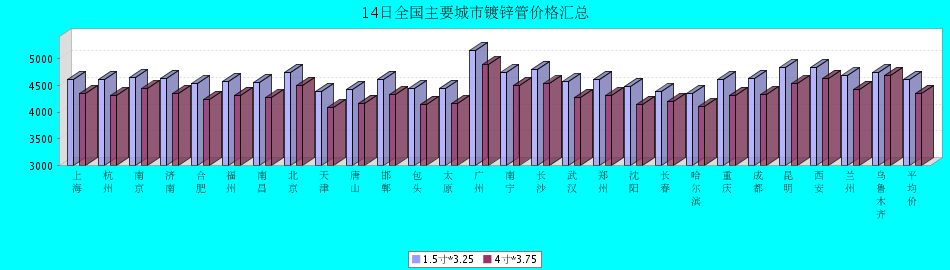 14日全国主要城市镀锌管价格汇总
5000
4500
4000
3500
3000
上海 杭州 南京 济南 合肥 福州 南昌 北京 天津 唐山 邯郸 包头 太原 广州 南宁 长沙 武汉 郑州 沈阳 长春 哈尔滨 重庆 成都 昆明 西安 兰州 乌鲁木齐 平均价
1.5寸*3.25 4寸*3.75